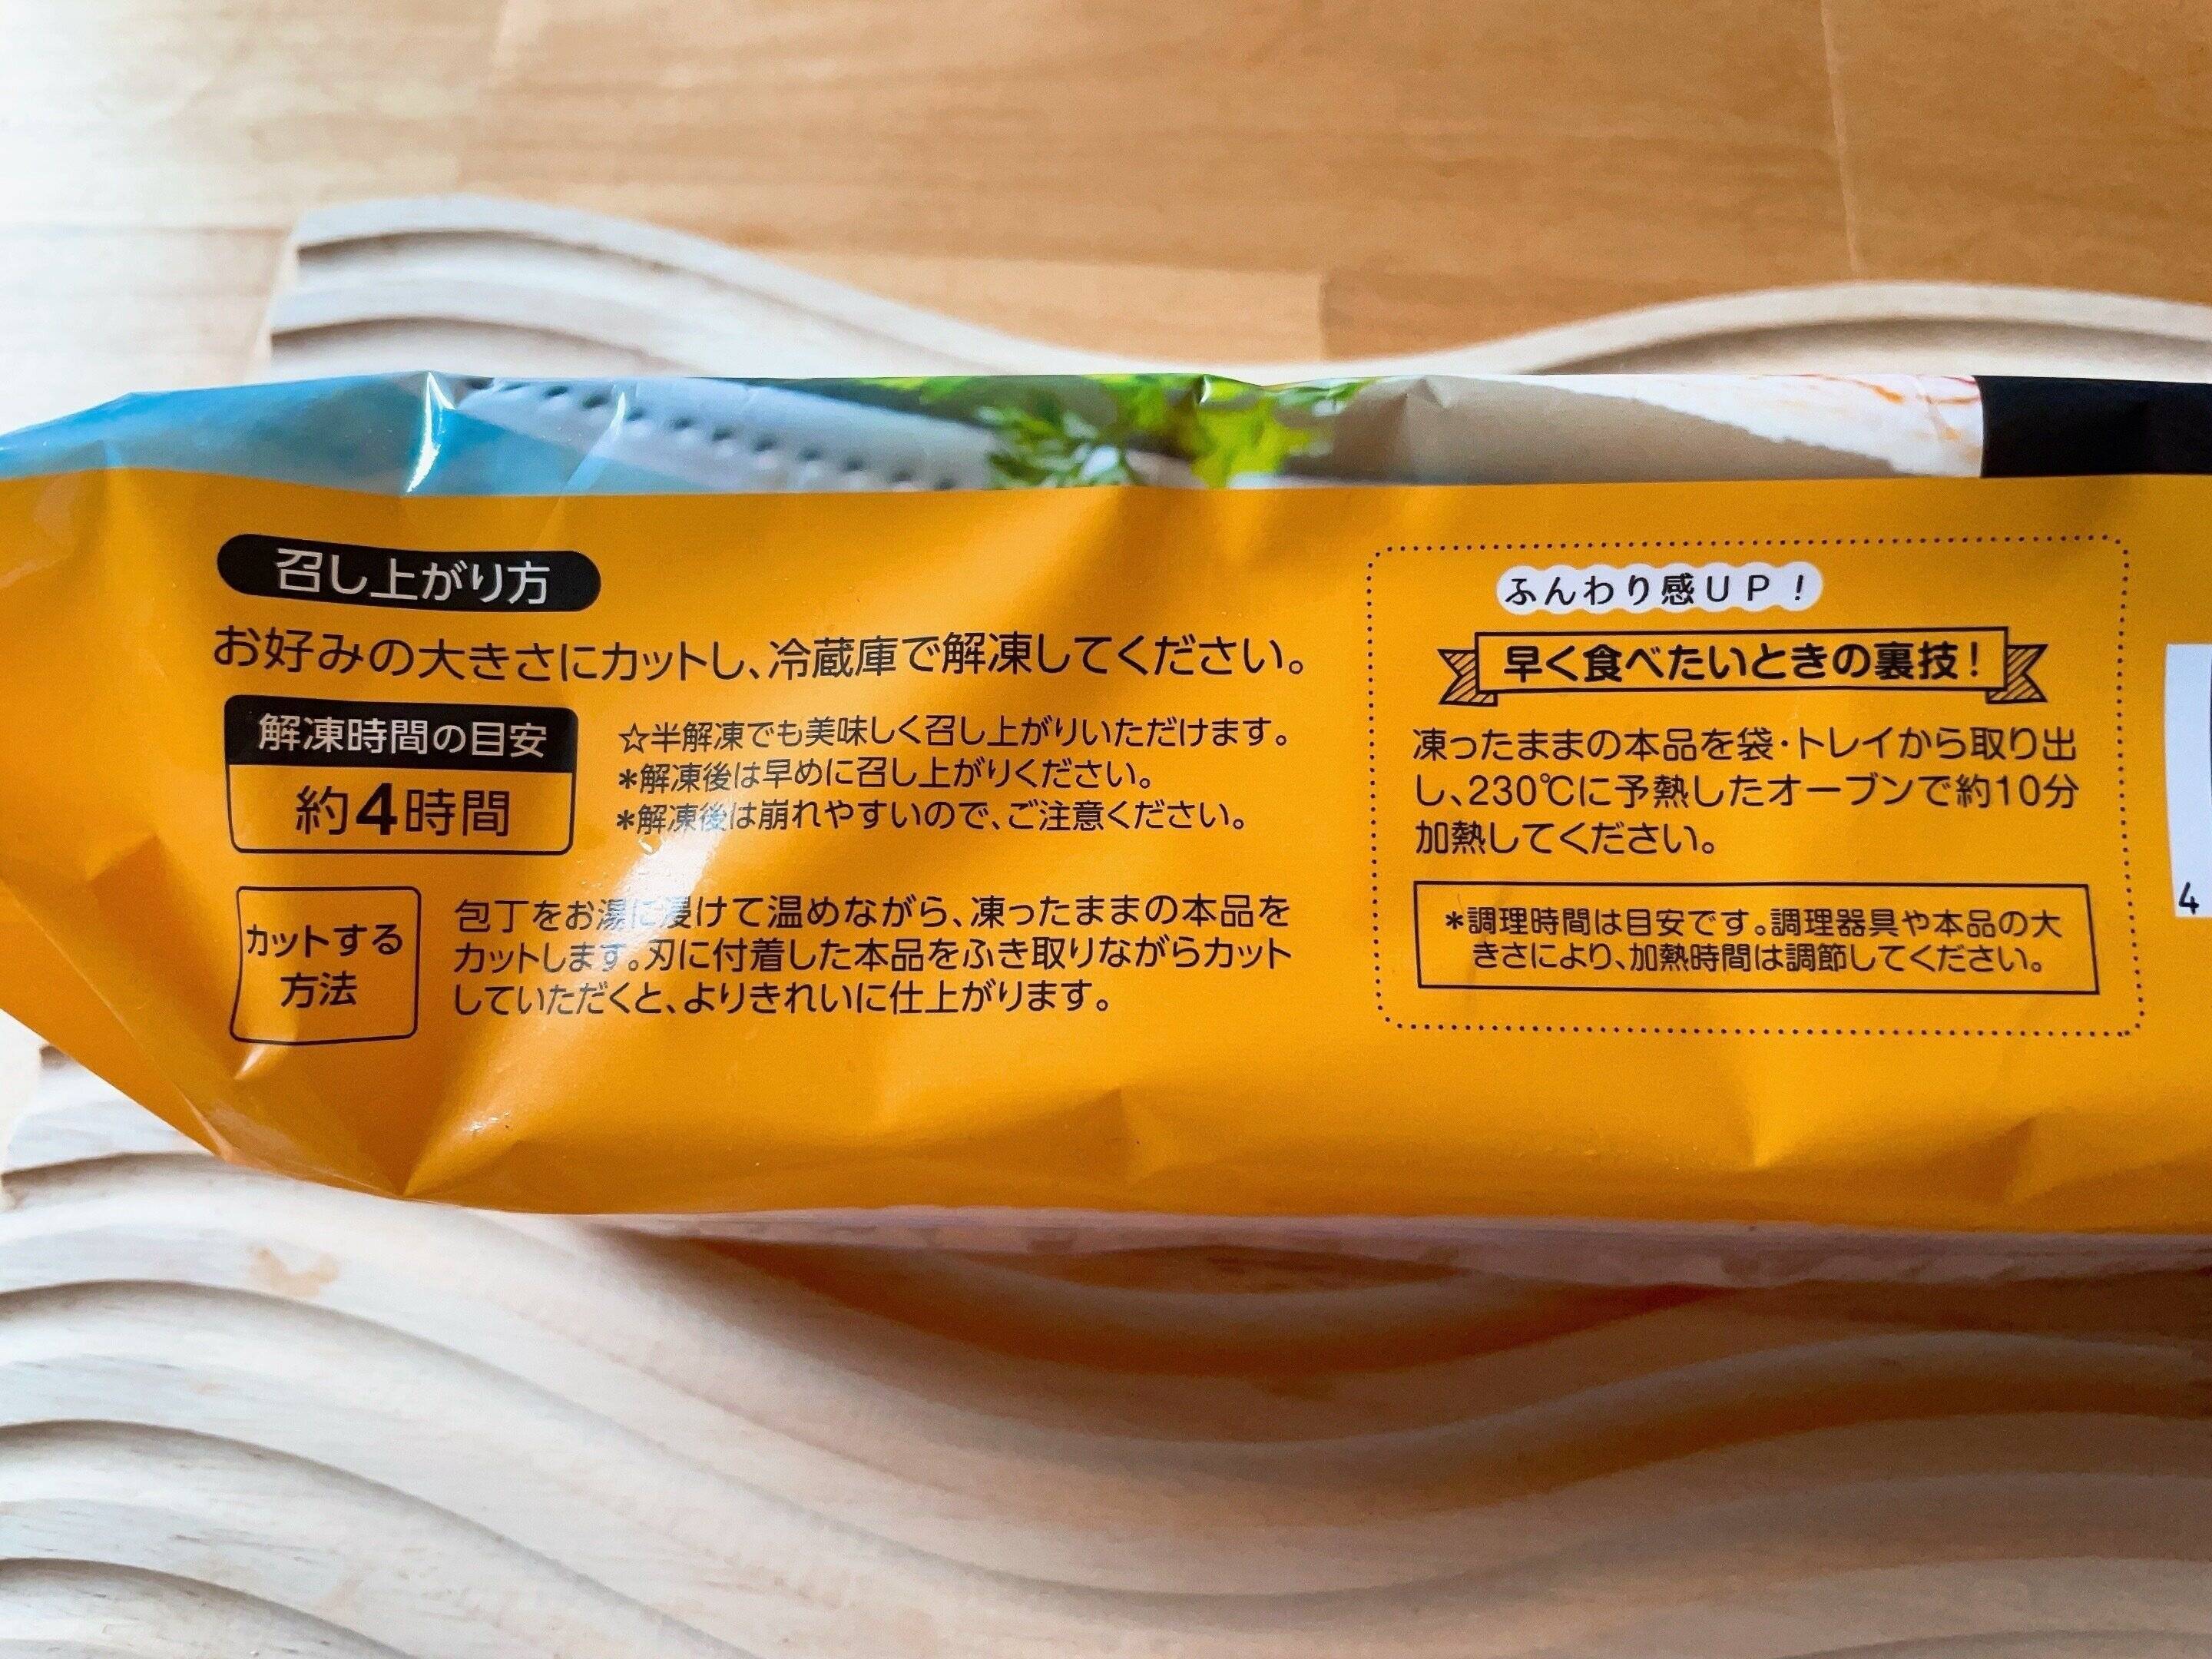 召し上がり方
お好みの大きさにカットし、冷蔵庫で解凍してください。
解凍時間の目安
約4時間
☆半解凍でも美味しく召し上がりいただけます。
*解凍後は早めに召し上がりください。
*解凍後は崩れやすいので、ご注意ください。
カットする
方法
包丁をお湯に浸けて温めながら、凍ったままの本品を
カットします。刃に付着した本品をふき取りながらカット
していただくと、よりきれいに仕上がります。
ふんわり感UP!
早く食べたいときの裏技!
凍ったままの本品を袋・トレイから取り出
し、230℃に予熱したオーブンで約10分
加熱してください。
*調理時間は目安です。調理器具や本品の大
きさにより、加熱時間は調節してください。
4